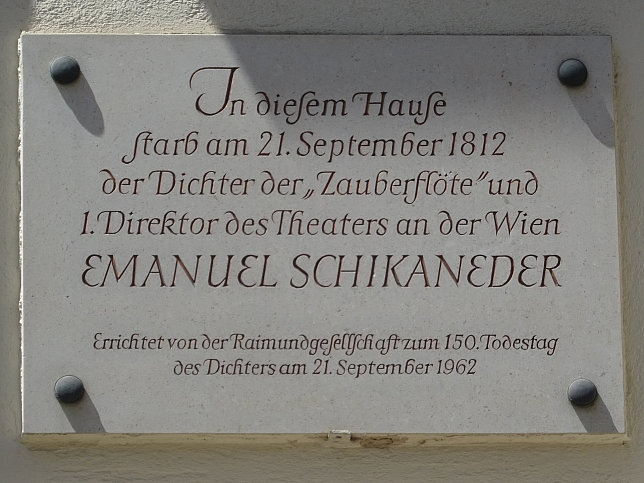 In dieſem Hauſe
ſtarb am 21. September 1812
der Dichter der „Zauberflöte" und
1. Direktor des Theaters an der Wien
EMANUEL SCHIKANEDER
Errichtet von der Raimundgeſellſchaft zum 150. Todestag
des Dichters am 21. September 1962